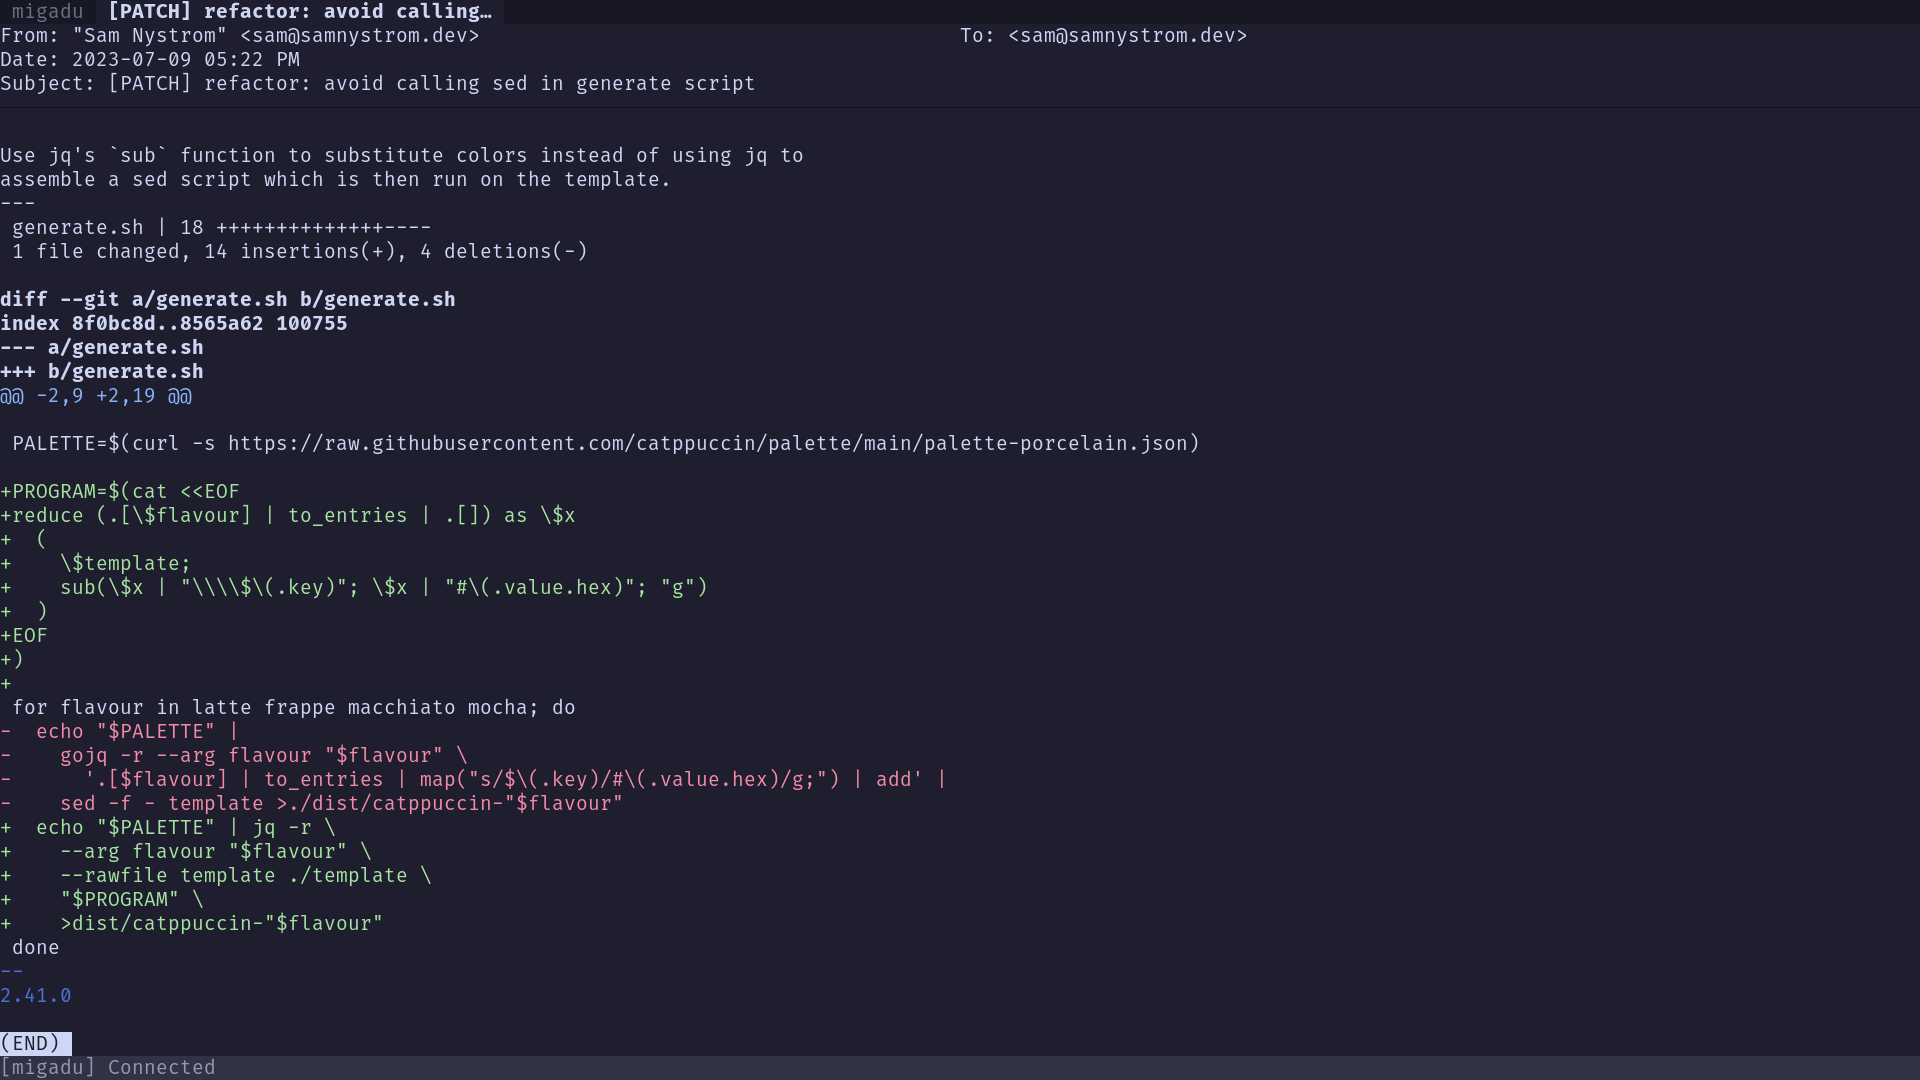 migadu  [PATCH] refactor: avoid calling…
From: "Sam Nystrom" <sam@samnystrom.dev>  To: <sam@samnystrom.dev>
Date: 2023-07-09 05:22 PM
Subject: [PATCH] refactor: avoid calling sed in generate script
Use jq's `sub` function to substitute colors instead of using jq to
assemble a sed script which is then run on the template.
---
 generate.sh | 18 ++++++++++++++----
 1 file changed, 14 insertions(+), 4 deletions(-)
diff --git a/generate.sh b/generate.sh
index 8f0bc8d..8565a62 100755
--- a/generate.sh
+++ b/generate.sh
@@ -2,9 +2,19 @@
 PALETTE=$(curl -s https://raw.githubusercontent.com/catppuccin/palette/main/palette-porcelain.json)
+PROGRAM=$(cat <<EOF
+reduce (.[\$flavour] | to_entries | .[]) as \$x
+  (
+    \$template;
+    sub(\$x | "\\\\$\(.key)"; \$x | "#\(.value.hex)"; "g")
+  )
+EOF
+)
+
 for flavour in latte frappe macchiato mocha; do
-  echo "$PALETTE" |
-    gojq -r --arg flavour "$flavour" \
-      '.[$flavour] | to_entries | map("s/$\(.key)/#\(.value.hex)/g;") | add' |
-    sed -f - template >./dist/catppuccin-"$flavour"
+  echo "$PALETTE" | jq -r \
+    --arg flavour "$flavour" \
+    --rawfile template ./template \
+    "$PROGRAM" \
+    >dist/catppuccin-"$flavour"
 done
--
2.41.0
(END)
[migadu] Connected